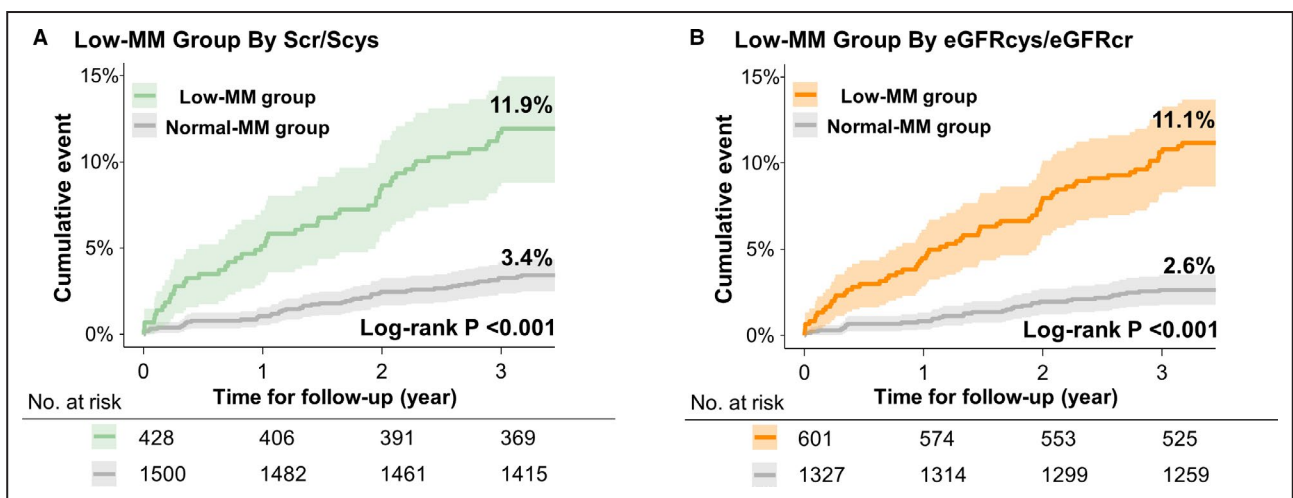 A Low-MM Group By Scr/Scys
15%
10%
5%
0%
Cumulative event
Low-MM group
Normal-MM group
11.9%
3.4%
Log-rank P <0.001
0 1 2 3
Time for follow-up (year)
No. at risk
428 406 391 369
1500 1482 1461 1415
B Low-MM Group By eGFRcys/eGFRcr
15%
10%
5%
0%
Cumulative event
Low-MM group
Normal-MM group
11.1%
2.6%
Log-rank P <0.001
0 1 2 3
Time for follow-up (year)
No. at risk
601 574 553 525
1327 1314 1299 1259